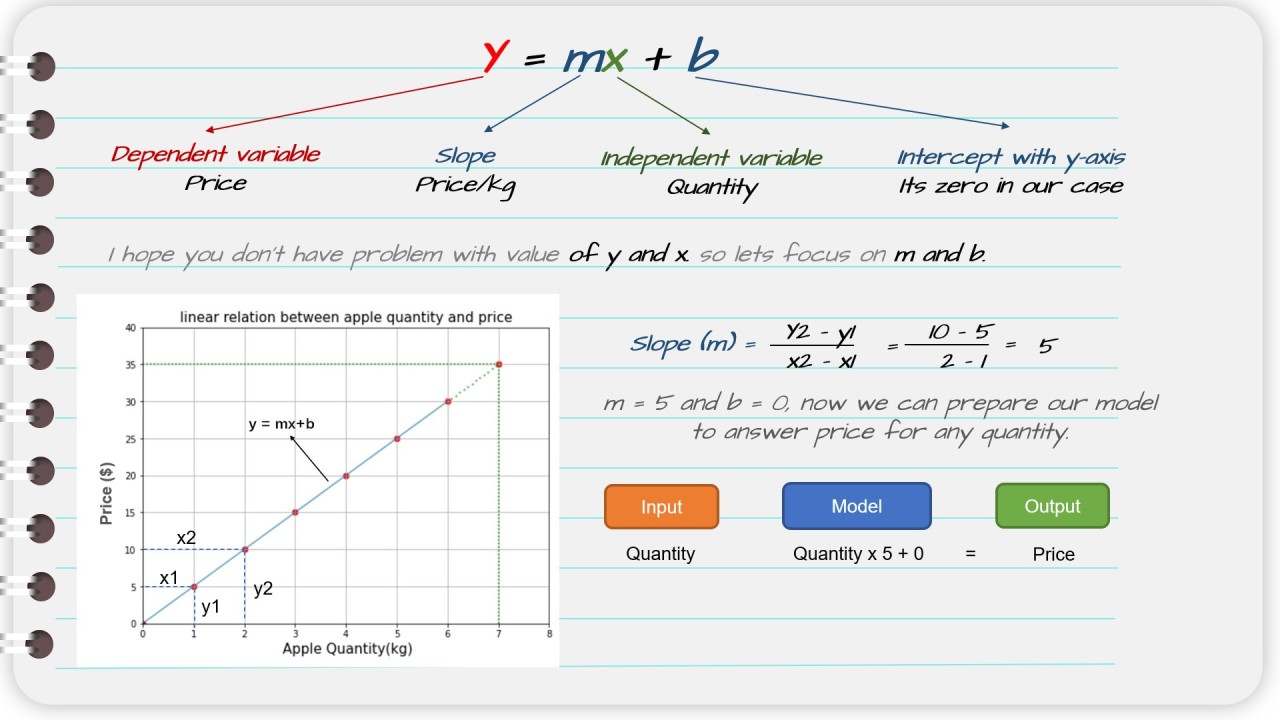 y = mx + b
Dependent variable
Price
Slope
Price/kg
Independent variable
Quantity
Intercept with y-axis
Its zero in our case
I hope you don't have problem with value of y and x. so lets focus on m and b.
linear relation between apple quantity and price
40
35
30
25
20
15
10
5
0
Price ($)
y = mx+b
x2
x1
y1
y2
0 1 2 3 4 5 6 7 8
Apple Quantity(kg)
Slope (m) = Y2 - y1 / x2 - x1 = 10 - 5 / 2 - 1 = 5
m = 5 and b = 0, now we can prepare our model
to answer price for any quantity.
Input Model Output
Quantity Quantity x 5 + 0 = Price